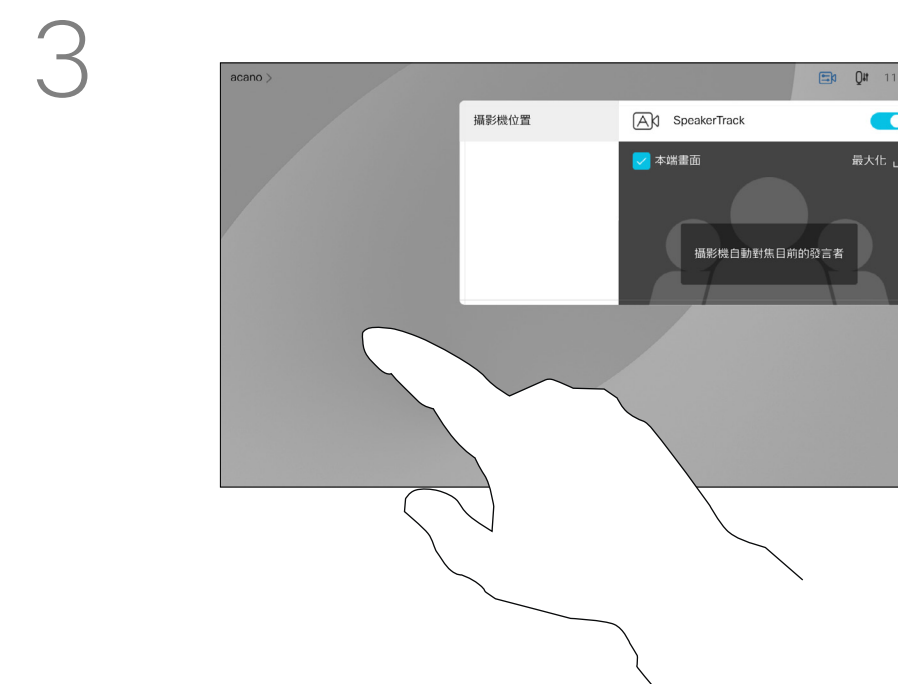 3
acano >
11
攝影機位置
SpeakerTrack
本端畫面
最大化
攝影機自動對焦目前的發言者